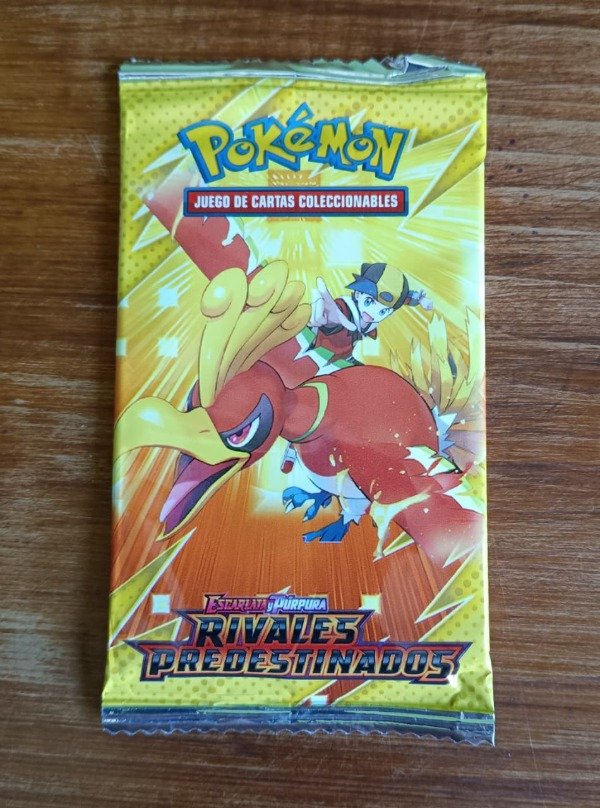 POKéMON
JUEGO DE CARTAS COLECCIONABLES
ESCARLATA y PÚRPURA
RIVALES
PREDESTINADOS